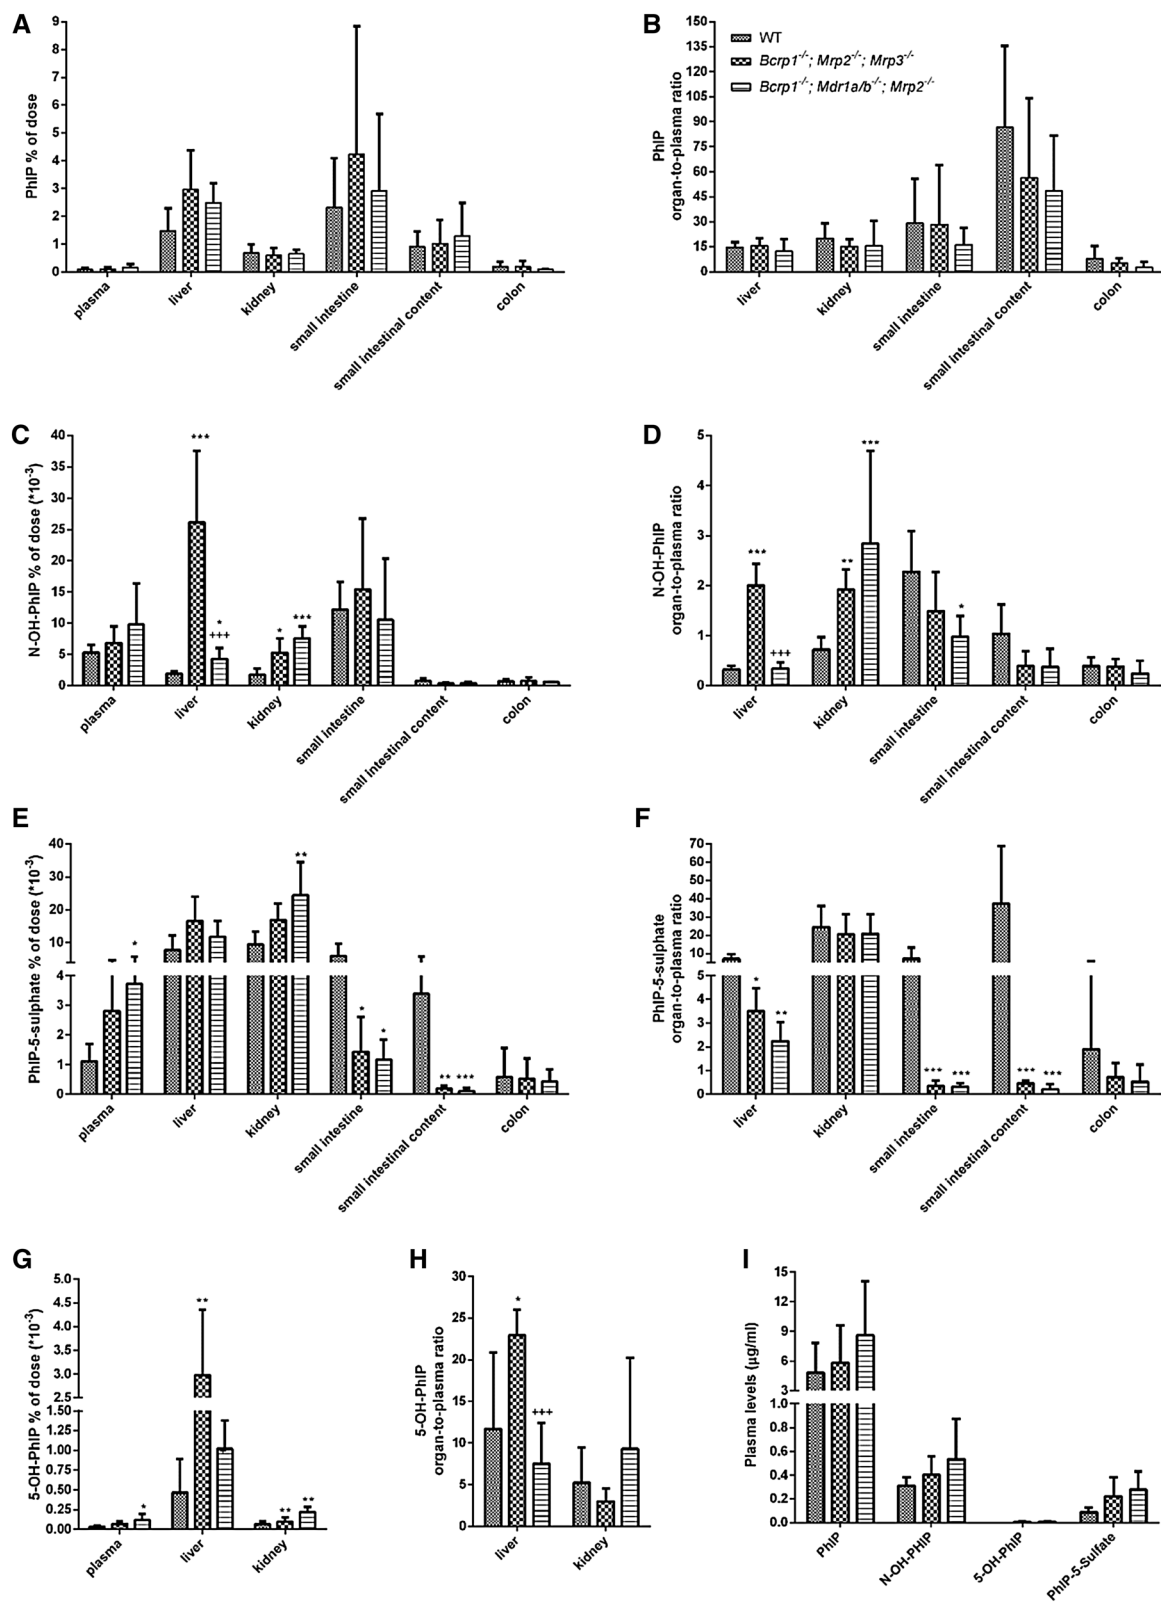 A
PhIP % of dose
9
8
7
6
5
4
3
2
1
0
plasma
liver
kidney
small intestine
small intestinal content
colon
B
PhIP
organ-to-plasma ratio
150
135
120
105
90
75
60
45
30
15
0
WT
Bcrp1-/-; Mrp2-/-; Mrp3-/-
Bcrp1-/-; Mdr1a/b-/-; Mrp2-/-
liver
kidney
small intestine
small intestinal content
colon
C
N-OH-PhIP % of dose (*10-3)
40
35
30
25
20
15
10
5
0
***
*
+++
*
***
plasma
liver
kidney
small intestine
small intestinal content
colon
D
N-OH-PhIP
organ-to-plasma ratio
5
4
3
2
1
0
***
+++
**
***
*
liver
kidney
small intestine
small intestinal content
colon
E
PhIP-5-sulphate % of dose (*10-3)
40
30
20
10
4
3
2
1
0
*
**
*
*
**
***
plasma
liver
kidney
small intestine
small intestinal content
colon
F
PhIP-5-sulphate
organ-to-plasma ratio
70
60
50
40
30
20
10
5
4
3
2
1
0
*
**
***
***
***
***
liver
kidney
small intestine
small intestinal content
colon
G
5-OH-PhIP % of dose (*10-3)
5.0
4.5
4.0
3.5
3.0
2.5
1.50
1.25
1.00
0.75
0.50
0.25
0.00
*
**
**
**
plasma
liver
kidney
H
5-OH-PhIP
organ-to-plasma ratio
30
25
20
15
10
5
0
*
+++
liver
kidney
I
Plasma levels (µg/ml)
15
12
9
6
3
1.0
0.8
0.6
0.4
0.2
0.0
PhIP
N-OH-PHIP
5-OH-PhIP
PhIP-5-Sulfate